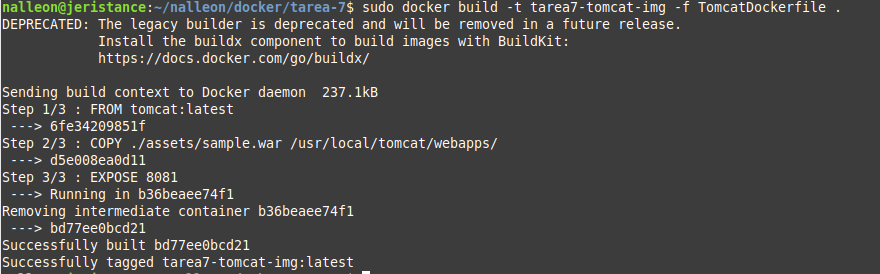 nalleon@jeristance:~/nalleon/docker/tarea-7$ sudo docker build -t tarea7-tomcat-img -f TomcatDockerfile .
DEPRECATED: The legacy builder is deprecated and will be removed in a future release.
            Install the buildx component to build images with BuildKit:
            https://docs.docker.com/go/buildx/

Sending build context to Docker daemon  237.1kB
Step 1/3 : FROM tomcat:latest
 ---> 6fe34209851f
Step 2/3 : COPY ./assets/sample.war /usr/local/tomcat/webapps/
 ---> d5e008ea0d11
Step 3/3 : EXPOSE 8081
 ---> Running in b36beaee74f1
Removing intermediate container b36beaee74f1
 ---> bd77ee0bcd21
Successfully built bd77ee0bcd21
Successfully tagged tarea7-tomcat-img:latest